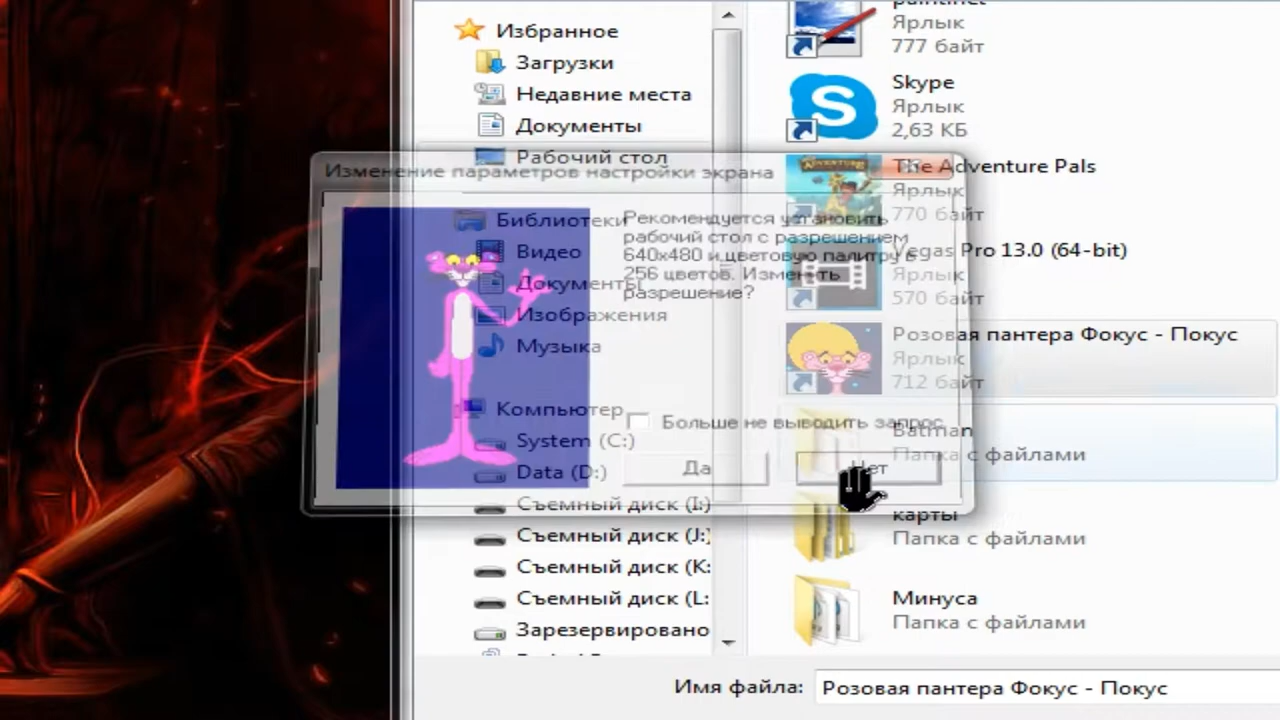 Избранное
Загрузки
Недавние места
Документы
Рабочий стол
Библиотеки
Видео
Документы
Изображения
Музыка
Компьютер
System (C:)
Data (D:)
Съемный диск (I:)
Съемный диск (J:)
Съемный диск (K:
Съемный диск (L:
Зарезервировано
paint.net
Ярлык
777 байт
Skype
Ярлык
2,63 КБ
The Adventure Pals
Ярлык
770 байт
Vegas Pro 13.0 (64-bit)
Ярлык
570 байт
Розовая пантера Фокус - Покус
Ярлык
712 байт
Batman
Папка с файлами
карты
Папка с файлами
Минуса
Папка с файлами
Изменение параметров настройки экрана
Рекомендуется установить
рабочий стол с разрешением
640x480 и цветовую палитру в
256 цветов. Изменить
разрешение?
Больше не выводить запрос
Да
Нет
Имя файла:
Розовая пантера Фокус - Покус